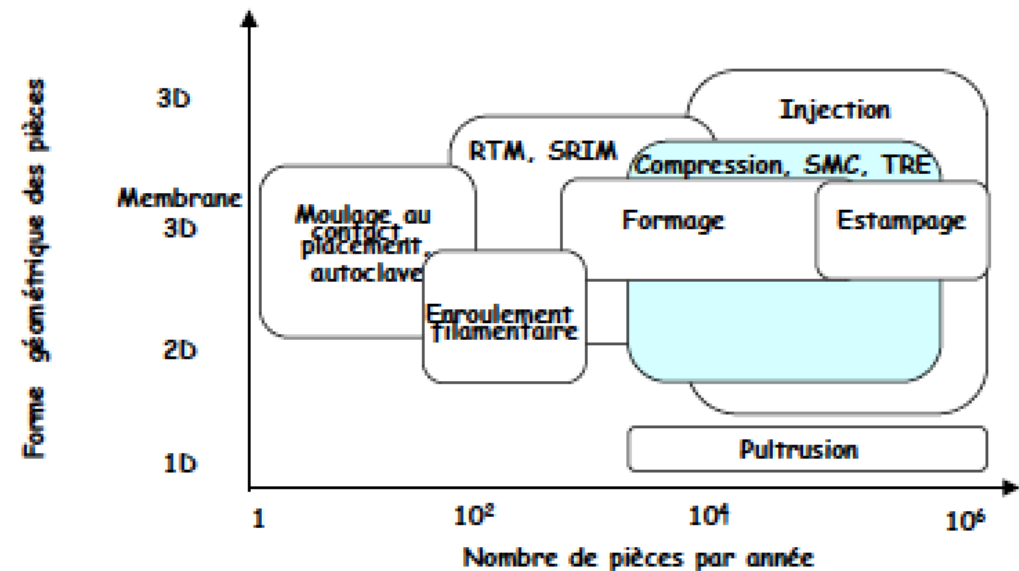 Forme géamétrique des pièces
3D
Membrane
3D
2D
1D
Injection
RTM, SRIM
Compression, SMC, TRE
Moulage au
contact
placement,
autoclave
Formage
Estampage
Enroulement
filamentaire
Pultrusion
1
10²
10⁴
10⁶
Nombre de pièces par année